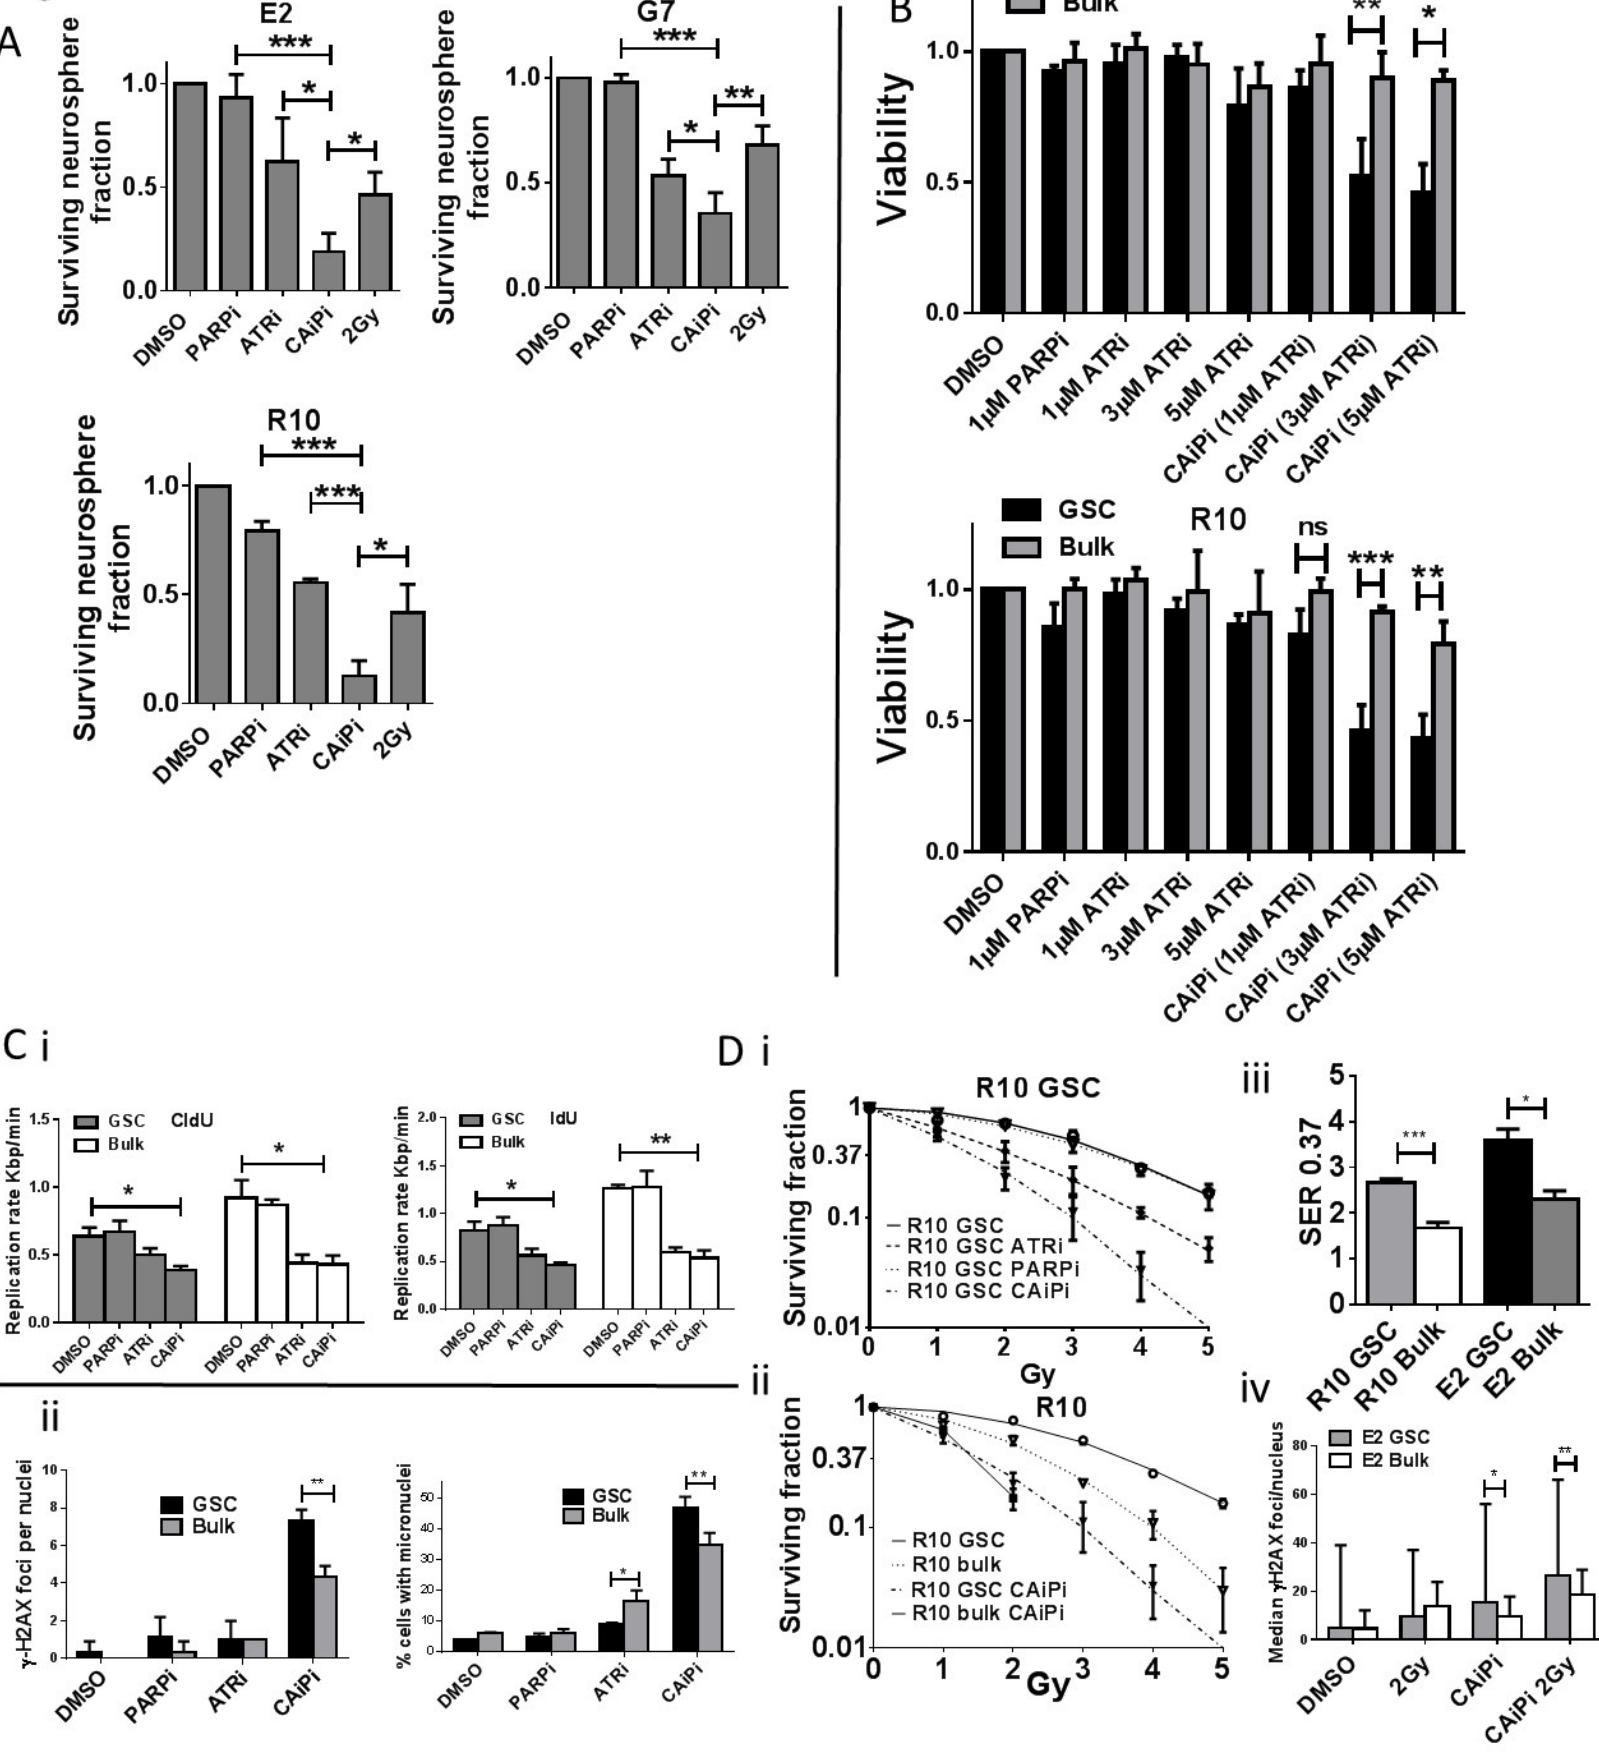 A
E2
Surviving neurosphere
fraction
1.0
0.5
0.0
***
*
*
DMSO
PARPi
ATRi
CAiPi
2Gy
G7
Surviving neurosphere
fraction
1.0
0.5
0.0
***
*
**
DMSO
PARPi
ATRi
CAiPi
2Gy
R10
Surviving neurosphere
fraction
1.0
0.5
0.0
***
***
*
DMSO
PARPi
ATRi
CAiPi
2Gy
B
Bulk
Viability
1.0
0.5
0.0
**
*
DMSO
1µM PARPi
1µM ATRi
3µM ATRi
5µM ATRi
CAiPi (1µM ATRi)
CAiPi (3µM ATRi)
CAiPi (5µM ATRi)
GSC
Bulk
R10
Viability
1.0
0.5
0.0
ns
***
**
DMSO
1µM PARPi
1µM ATRi
3µM ATRi
5µM ATRi
CAiPi (1µM ATRi)
CAiPi (3µM ATRi)
CAiPi (5µM ATRi)
C i
Replication rate Kbp/min
1.5
1.0
0.5
0.0
GSC
Bulk
CldU
*
*
DMSO
PARPi
ATRi
CAiPi
DMSO
PARPi
ATRi
CAiPi
Replication rate Kbp/min
2.0
1.5
1.0
0.5
0.0
GSC
Bulk
IdU
*
**
DMSO
PARPi
ATRi
CAiPi
DMSO
PARPi
ATRi
CAiPi
ii
γ-H2AX foci per nuclei
10
8
6
4
2
0
GSC
Bulk
**
DMSO
PARPi
ATRi
CAiPi
% cells with micronuclei
50
40
30
20
10
0
GSC
Bulk
*
**
DMSO
PARPi
ATRi
CAiPi
D i
R10 GSC
Surviving fraction
1
0.37
0.1
0.01
R10 GSC
R10 GSC ATRi
R10 GSC PARPi
R10 GSC CAiPi
0 1 2 3 4 5
Gy
ii
R10
Surviving fraction
1
0.37
0.1
0.01
R10 GSC
R10 bulk
R10 GSC CAiPi
R10 bulk CAiPi
0 1 2 3 4 5
Gy
iii
SER 0.37
5
4
3
2
1
0
***
*
R10 GSC
R10 Bulk
E2 GSC
E2 Bulk
iv
Median γH2AX foci/nucleus
80
60
40
20
0
E2 GSC
E2 Bulk
*
**
DMSO
2Gy
CAiPi
CAiPi 2Gy